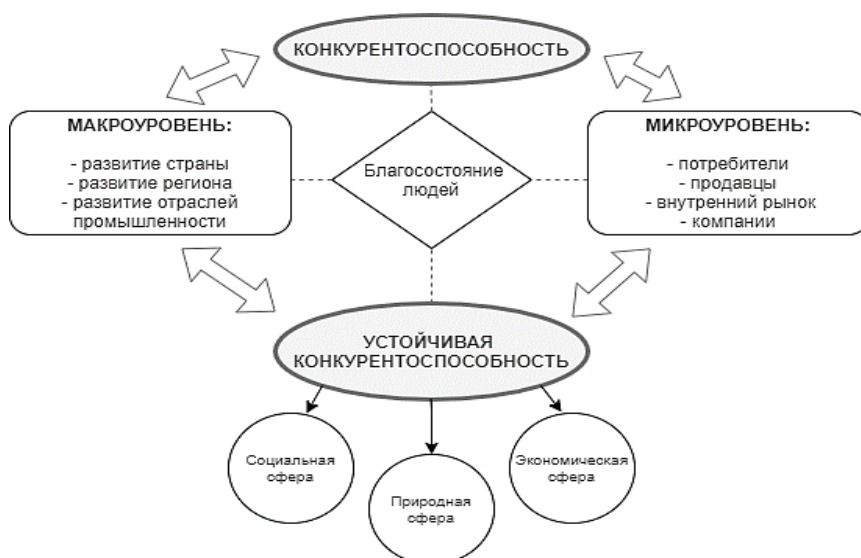 КОНКУРЕНТОСПОСОБНОСТЬ
МАКРОУРОВЕНЬ:
- развитие страны
- развитие региона
- развитие отраслей
промышленности
Благосостояние
людей
МИКРОУРОВЕНЬ:
- потребители
- продавцы
- внутренний рынок
- компании
УСТОЙЧИВАЯ
КОНКУРЕНТОСПОСОБНОСТЬ
Социальная
сфера
Природная
сфера
Экономическая
сфера